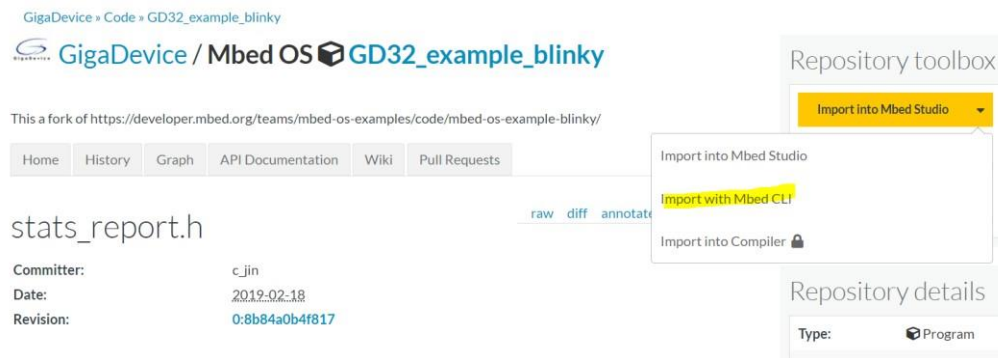 GigaDevice » Code » GD32_example_blinky
GigaDevice / Mbed OS GD32_example_blinky
This a fork of https://developer.mbed.org/teams/mbed-os-examples/code/mbed-os-example-blinky/
Home History Graph API Documentation Wiki Pull Requests
stats_report.h
raw diff annotate
Committer: c_jin
Date: 2019-02-18
Revision: 0:8b84a0b4f817
Repository toolbox
Import into Mbed Studio
Import into Mbed Studio
Import with Mbed CLI
Import into Compiler
Repository details
Type: Program